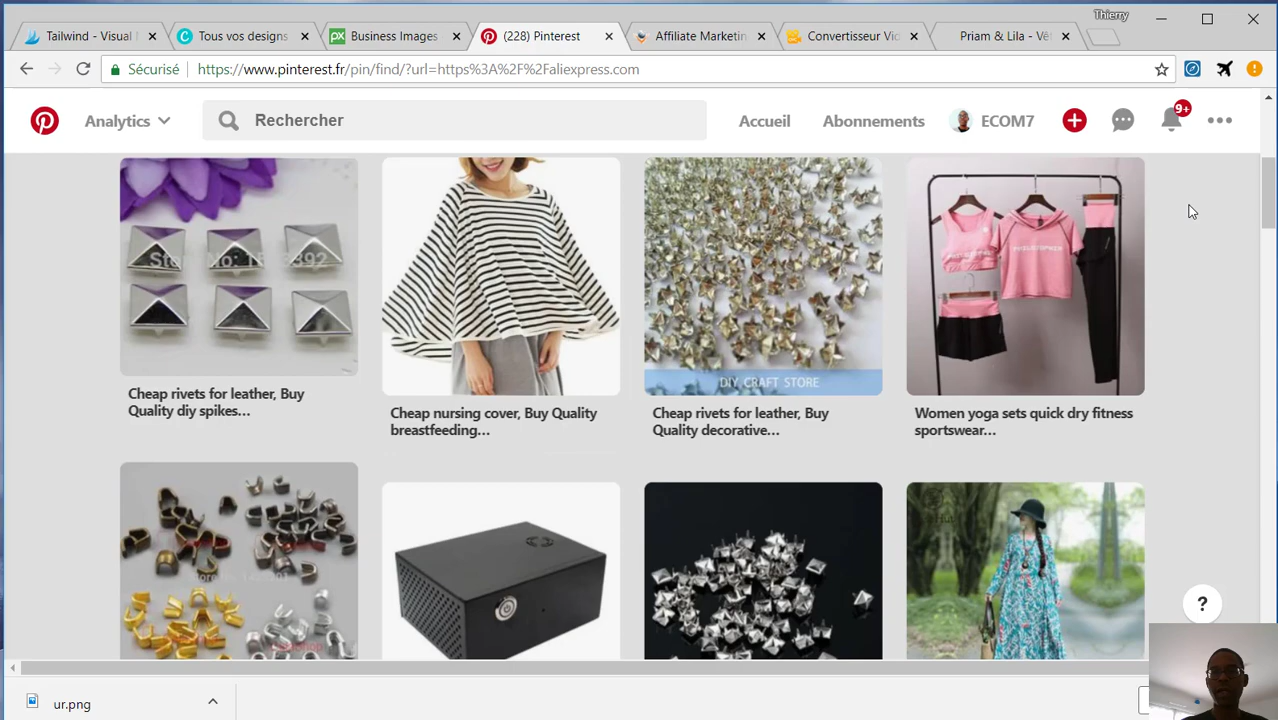 Thierry
Tailwind - Visual
Tous vos designs
Business Images
(228) Pinterest
Affiliate Marketin
Convertisseur Vid
Priam & Lila - Vêt
Sécurisé
https://www.pinterest.fr/pin/find/?url=https%3A%2F%2Faliexpress.com
Analytics
Rechercher
Accueil
Abonnements
ECOM7
9+
DIY CRAFT STORE
Cheap rivets for leather, Buy
Quality diy spikes...
Cheap nursing cover, Buy Quality
breastfeeding...
Cheap rivets for leather, Buy
Quality decorative...
Women yoga sets quick dry fitness
sportswear...
?
ur.png